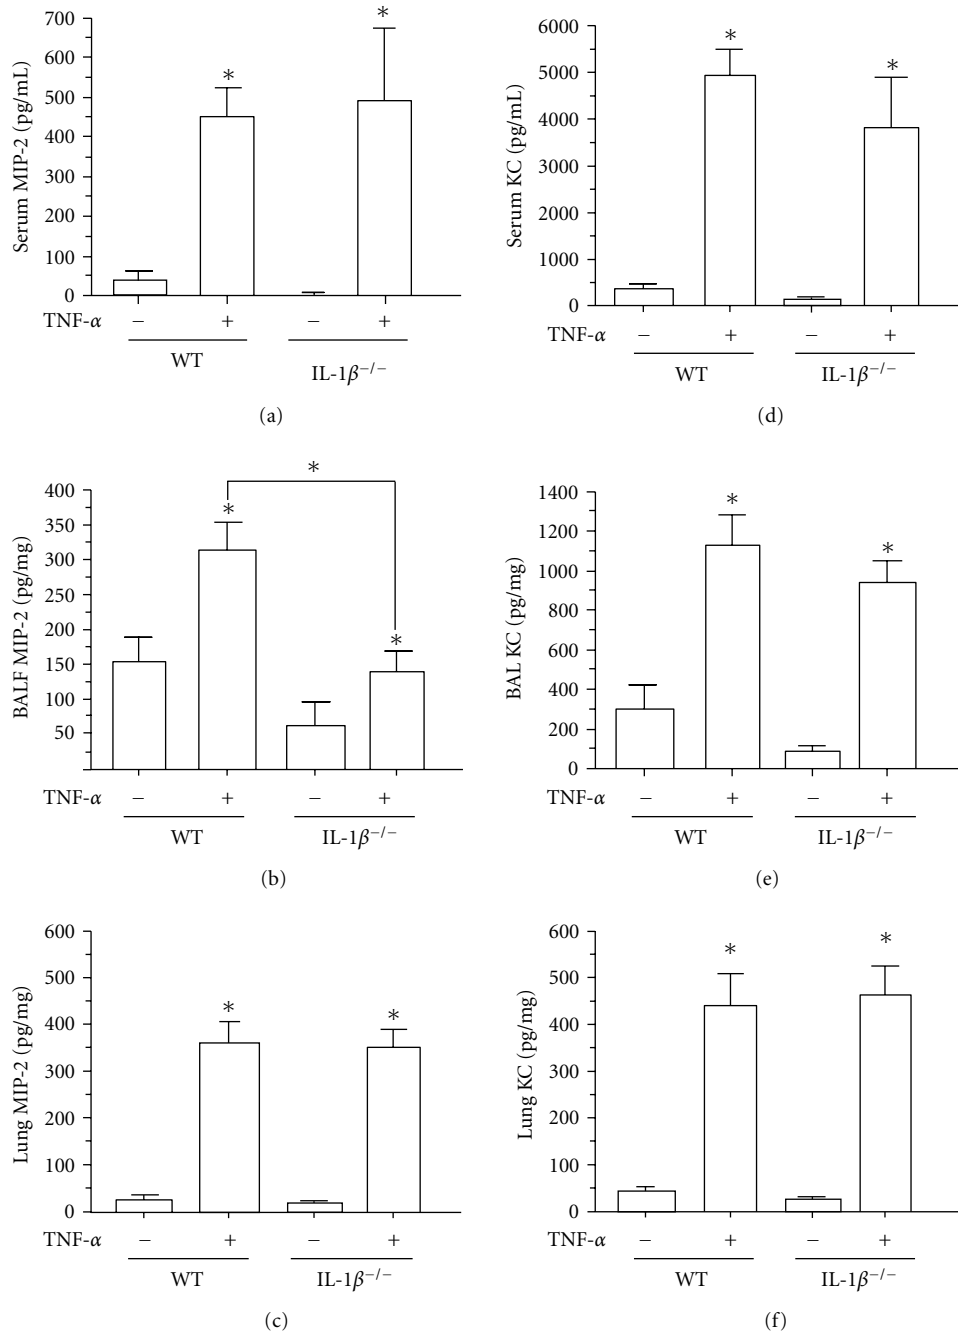 Serum MIP-2 (pg/mL)
700
600
500
400
300
200
100
0
*
*
TNF-α − + − +
WT IL-1β−/−
(a)
Serum KC (pg/mL)
6000
5000
4000
3000
2000
1000
0
*
*
TNF-α − + − +
WT IL-1β−/−
(d)
BALF MIP-2 (pg/mg)
400
350
300
250
200
150
100
50
*
*
*
TNF-α − + − +
WT IL-1β−/−
(b)
BAL KC (pg/mg)
1400
1200
1000
800
600
400
200
0
*
*
TNF-α − + − +
WT IL-1β−/−
(e)
Lung MIP-2 (pg/mg)
600
500
400
300
200
100
0
*
*
TNF-α − + − +
WT IL-1β−/−
(c)
Lung KC (pg/mg)
600
500
400
300
200
100
0
*
*
TNF-α − + − +
WT IL-1β−/−
(f)